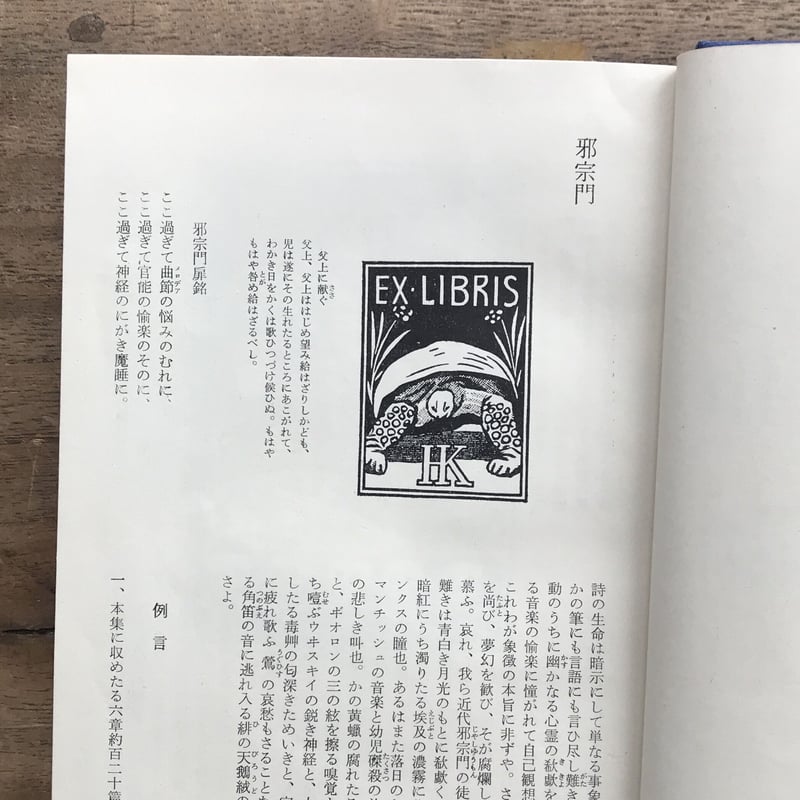 邪宗門
EX・LIBRIS
HK
父上に献ぐ
父上、父上ははじめ望み給はざりしかども、
児は遂にその生れたるところにあこがれて、
わかき日をかくは歌ひつづけ候ひぬ。もはや
もはや咎め給はざるべし。
邪宗門扉銘
ここ過ぎて曲節の悩みのむれに、
ここ過ぎて官能の愉楽のそのに、
ここ過ぎて神経のにがき魔睡に。
詩の生命は暗示にして単なる事象
かの筆にも言語にも言ひ尽し難き
動のうちに幽かなる心霊の欷歔を
る音楽の愉楽に憧がれて自己観想
これわが象徴の本旨に非ずや。さ
を尚び、夢幻を歓び、そが腐爛し
慕ふ。哀れ、我ら近代邪宗門の徒
難きは青白き月光のもとに欷歔く
暗紅にうち濁りたる埃及の濃霧に
ンクスの瞳也。あるはまた落日の
マンチッシュの音楽と幼児磔殺の
の悲しき叫也。かの黄蠟の腐れたる
と、ギオロンの三の絃を擦る嗅覚
ち噎ぶウヰスキイの鋭き神経と、
したる毒艸の匂深きためいきと、
に疲れ歌ふ鶯の哀愁もさること
る角笛の音に逃れ入る緋の天鵝絨の
さよ。
例言
一、本集に収めたる六章約百二十篇